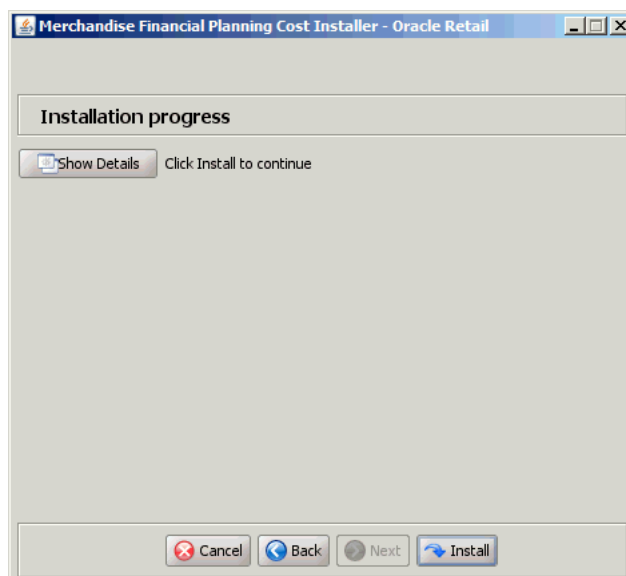 Merchandise Financial Planning Cost Installer - Oracle Retail
Installation progress
Show Details Click Install to continue
Cancel Back Next Install